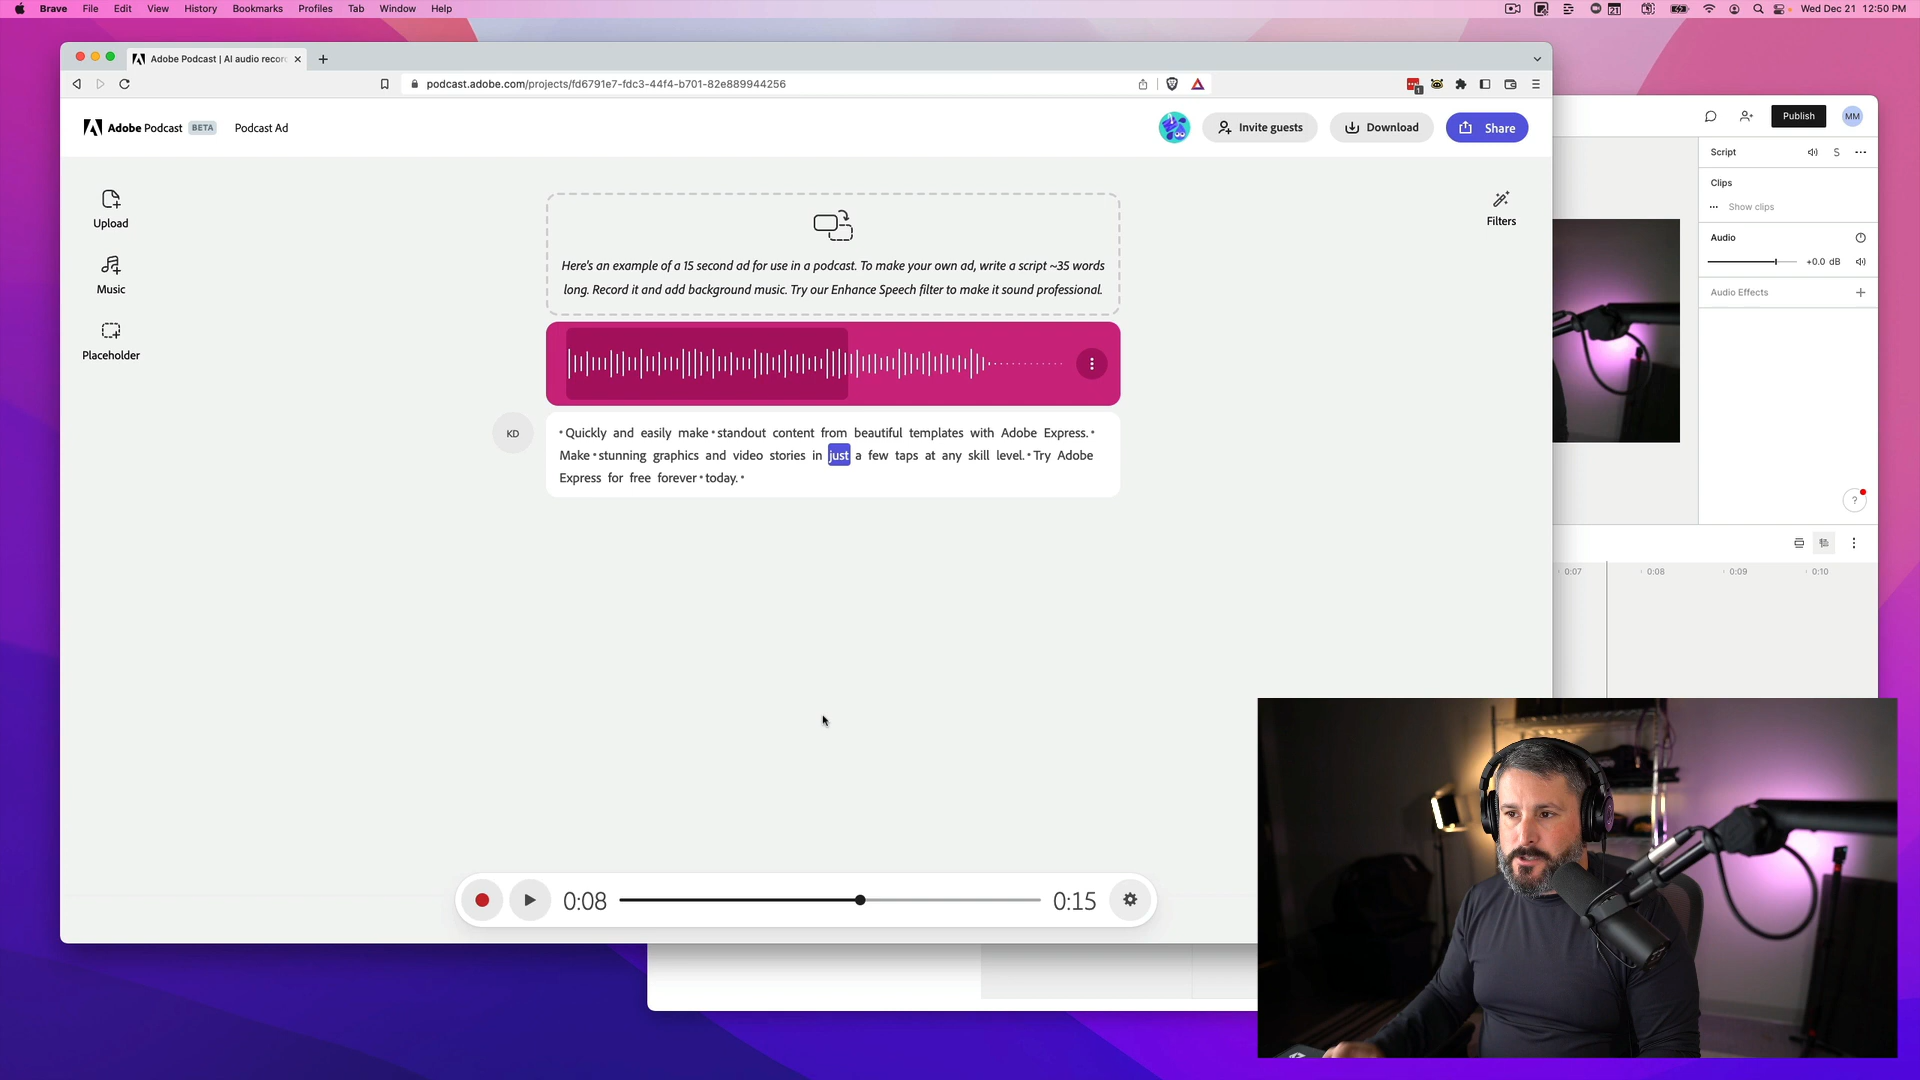 Brave File Edit View History Bookmarks Profiles Tab Window Help
21
Wed Dec 21 12:50 PM
Adobe Podcast | AI audio recor
podcast.adobe.com/projects/fd6791e7-fdc3-44f4-b701-82e889944256
1
Adobe Podcast BETA Podcast Ad
Invite guests
Download
Share
Upload
Music
Placeholder
Filters
Here's an example of a 15 second ad for use in a podcast. To make your own ad, write a script ~35 words
long. Record it and add background music. Try our Enhance Speech filter to make it sound professional.
KD
Quickly and easily make • standout content from beautiful templates with Adobe Express. •
Make • stunning graphics and video stories in just a few taps at any skill level. • Try Adobe
Express for free forever • today. •
0:08
0:15
Publish
MM
Script
S
Clips
Show clips
Audio
+0.0 dB
Audio Effects
?
0:07 0:08 0:09 0:10